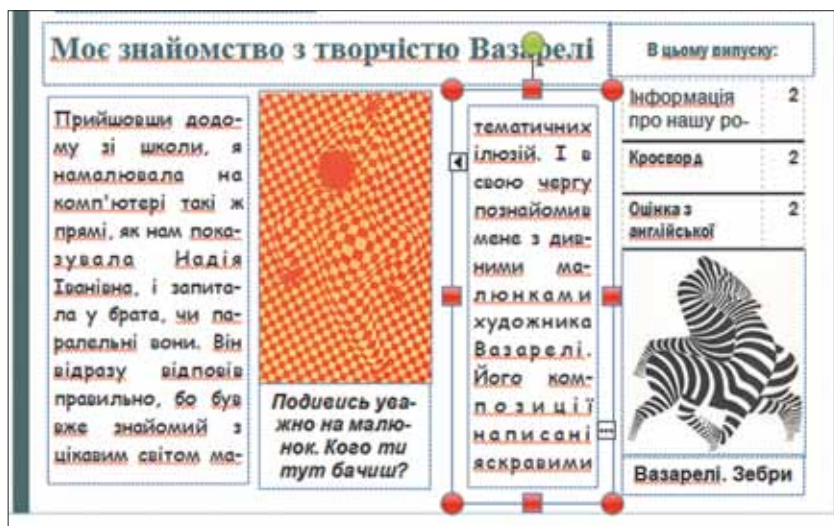 Моє знайомство з творчістю Вазарелі
Прийшовши додо-
му зі школи, я
намалювала на
комп'ютері такі ж
прямі, як нам пока-
зувала Надія
Іванівна, і запита-
ла у брата, чи па-
ралельні вони. Він
відразу відповів
правильно, бо був
вже знайомий з
цікавим світом ма-
Подивись ува-
жно на малю-
нок. Кого ти
тут бачиш?
тематичних
ілюзій. І в
свою чергу
познайомив
мене з див-
ними ма-
люнками
художника
Вазарелі.
Його ком-
позиції
написані
яскравими
В цьому випуску:
Інформація 2
про нашу ро-
Кросворд 2
Оцінка з 2
англійської
Вазарелі. Зебри